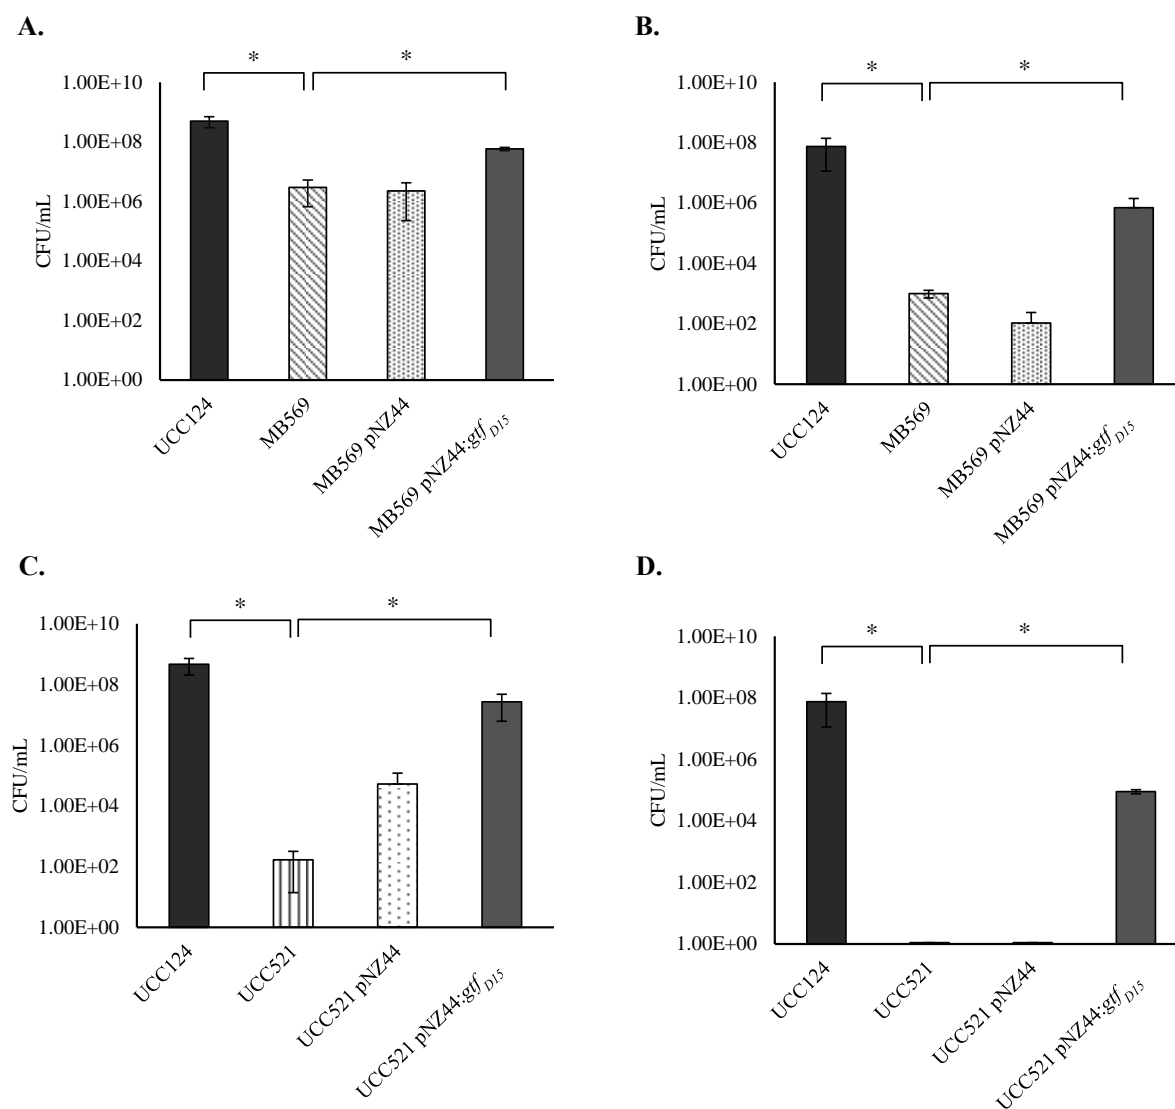 A.
* *
1.00E+10
1.00E+08
1.00E+06
1.00E+04
1.00E+02
1.00E+00
CFU/mL
UCC124
MB569
MB569 pNZ44
MB569 pNZ44:gtf D15
B.
* *
1.00E+10
1.00E+08
1.00E+06
1.00E+04
1.00E+02
1.00E+00
CFU/mL
UCC124
MB569
MB569 pNZ44
MB569 pNZ44:gtf D15
C.
* *
1.00E+10
1.00E+08
1.00E+06
1.00E+04
1.00E+02
1.00E+00
CFU/mL
UCC124
UCC521
UCC521 pNZ44
UCC521 pNZ44:gtf D15
D.
* *
1.00E+10
1.00E+08
1.00E+06
1.00E+04
1.00E+02
1.00E+00
CFU/mL
UCC124
UCC521
UCC521 pNZ44
UCC521 pNZ44:gtf D15